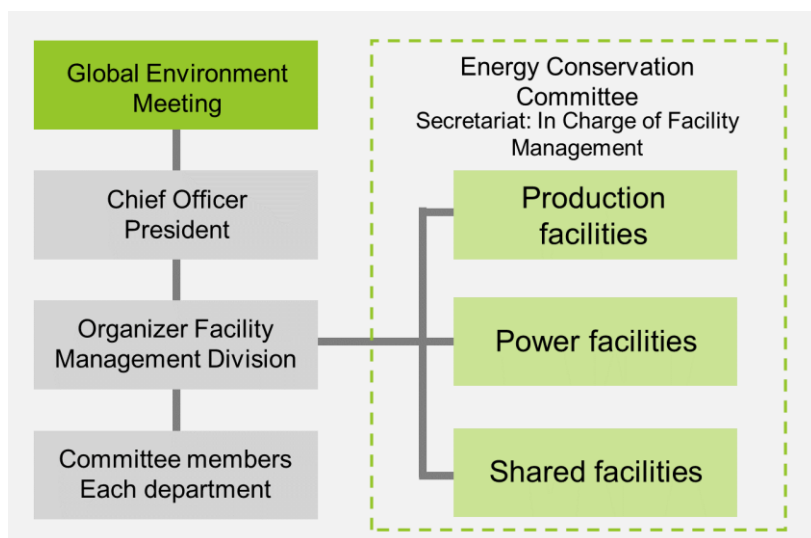 Global Environment
Meeting
Chief Officer
President
Organizer Facility
Management Division
Committee members
Each department
Energy Conservation
Committee
Secretariat: In Charge of Facility
Management
Production
facilities
Power facilities
Shared facilities